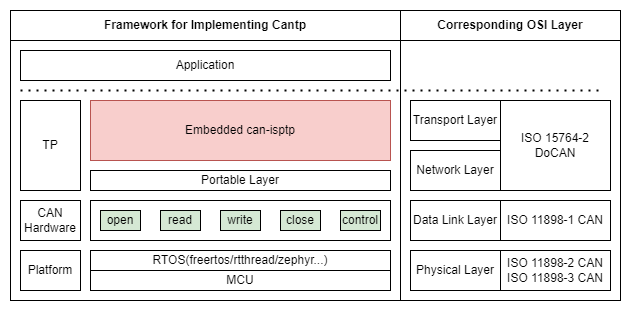 Framework for Implementing Cantp
Corresponding OSI Layer
Application
TP
Embedded can-isptp
Portable Layer
Transport Layer
Network Layer
ISO 15764-2
DoCAN
CAN
Hardware
open
read
write
close
control
Data Link Layer
ISO 11898-1 CAN
Platform
RTOS(freertos/rtthread/zephyr...)
MCU
Physical Layer
ISO 11898-2 CAN
ISO 11898-3 CAN